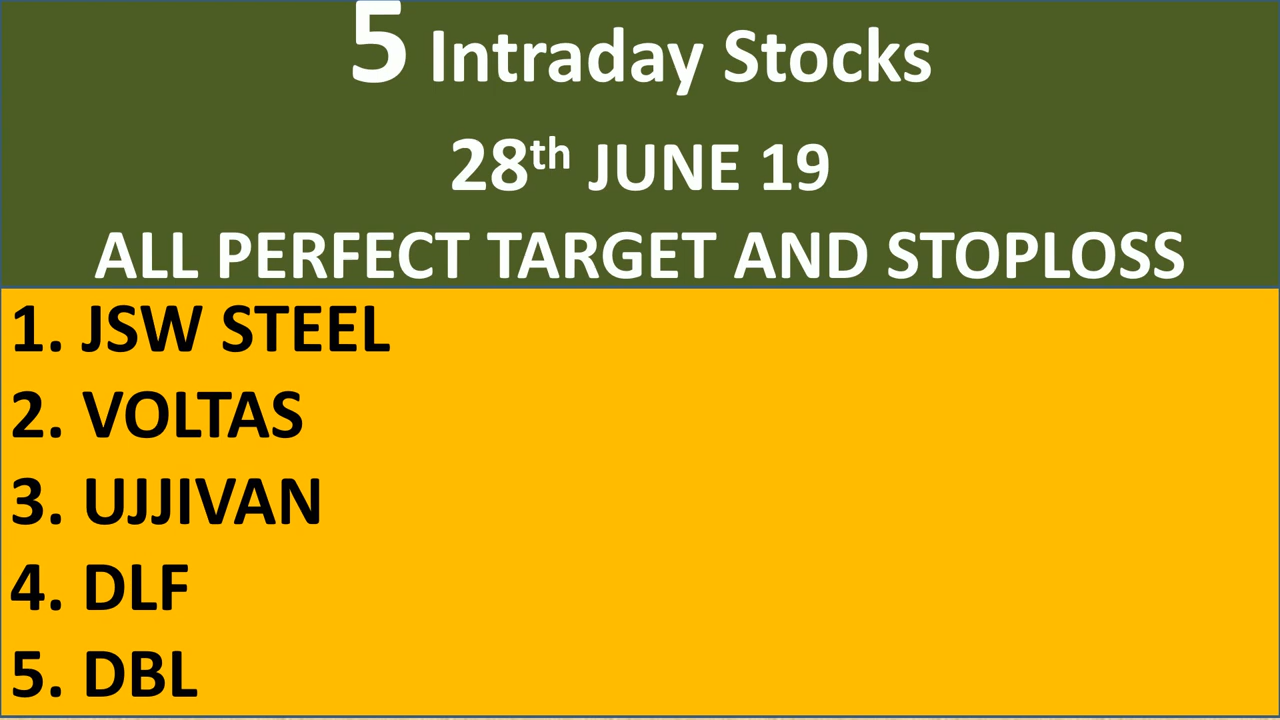 5 Intraday Stocks
28th JUNE 19
ALL PERFECT TARGET AND STOPLOSS
1. JSW STEEL
2. VOLTAS
3. UJJIVAN
4. DLF
5. DBL